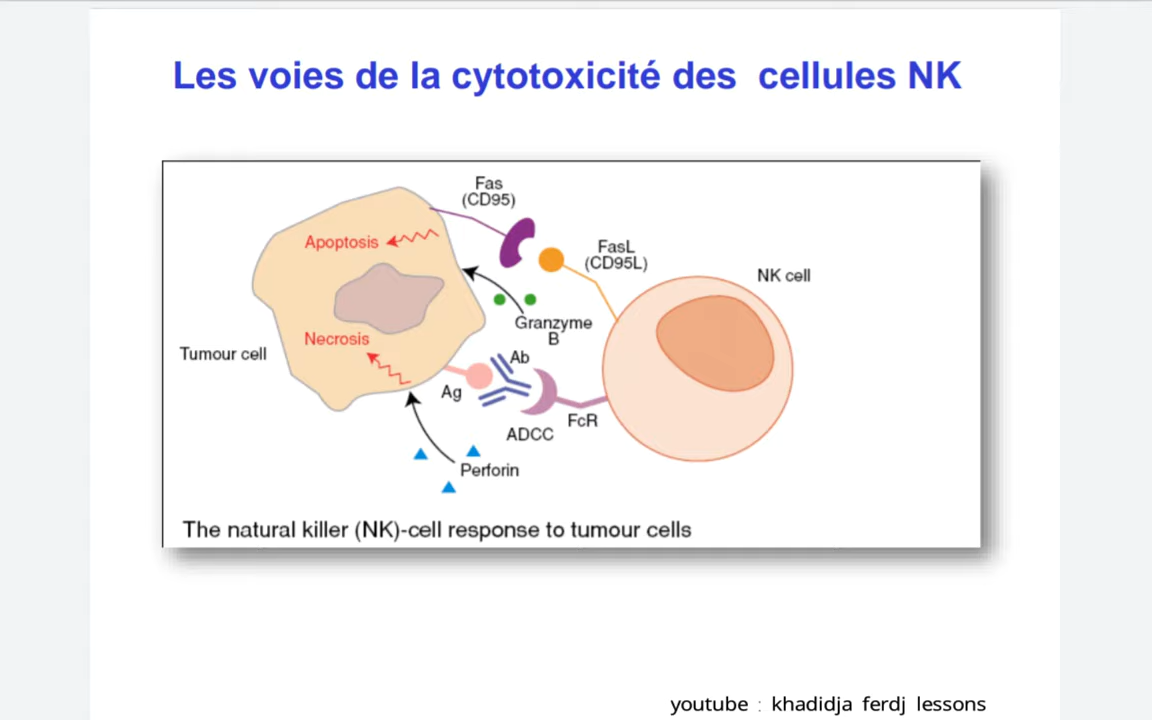 Les voies de la cytotoxicité des cellules NK
Fas
(CD95)
Apoptosis
FasL
(CD95L)
NK cell
Granzyme
B
Necrosis
Tumour cell
Ab
Ag
FcR
ADCC
Perforin
The natural killer (NK)-cell response to tumour cells
youtube : khadidja ferdj lessons